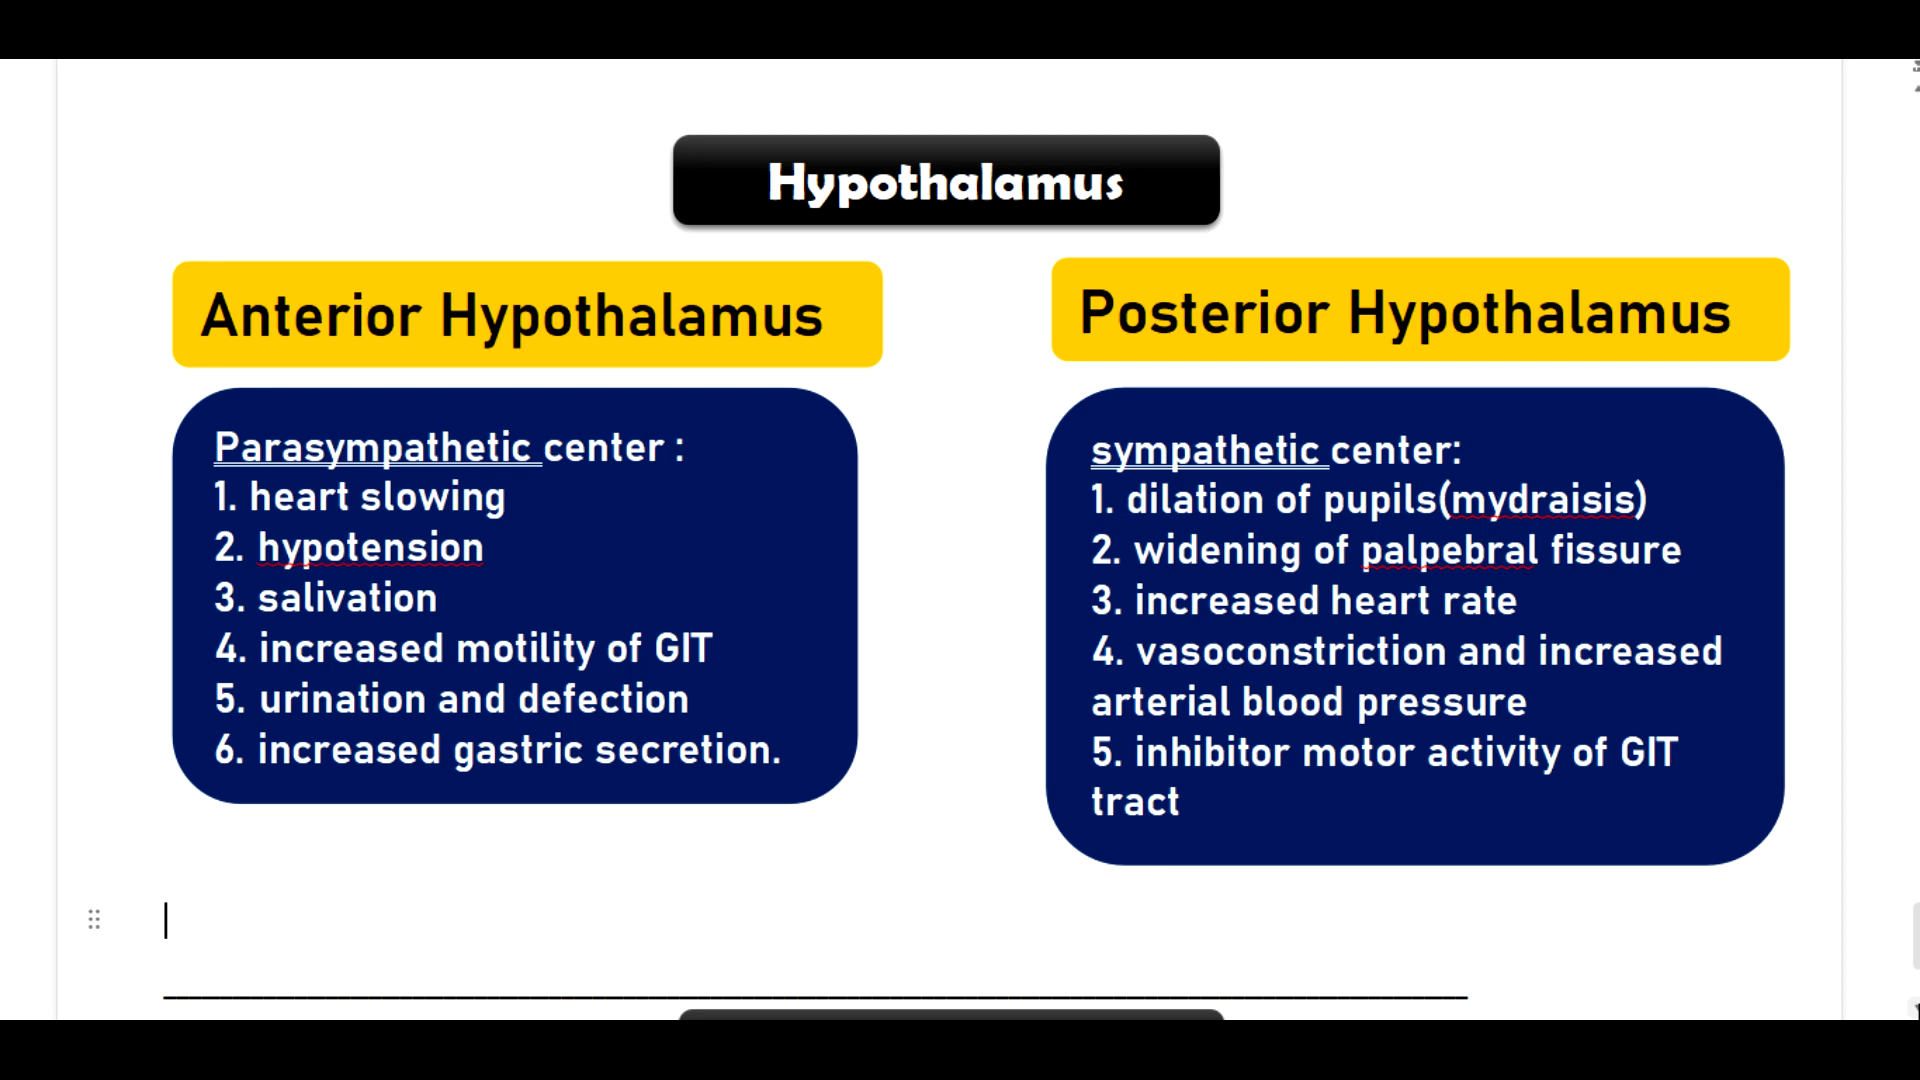 Hypothalamus
Anterior Hypothalamus
Parasympathetic center :
1. heart slowing
2. hypotension
3. salivation
4. increased motility of GIT
5. urination and defection
6. increased gastric secretion.
Posterior Hypothalamus
sympathetic center:
1. dilation of pupils(mydraisis)
2. widening of palpebral fissure
3. increased heart rate
4. vasoconstriction and increased
arterial blood pressure
5. inhibitor motor activity of GIT
tract